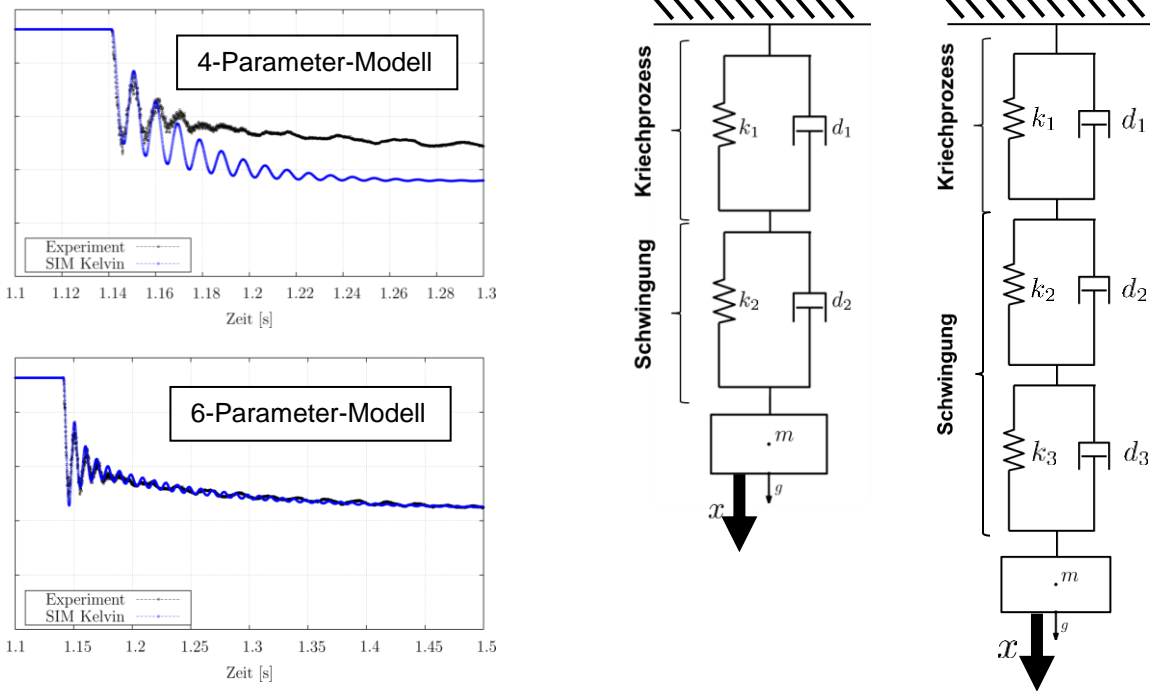 4-Parameter-Modell
Experiment
SIM Kelvin
1.1 1.12 1.14 1.16 1.18 1.2 1.22 1.24 1.26 1.28 1.3
Zeit [s]
6-Parameter-Modell
Experiment
SIM Kelvin
1.1 1.15 1.2 1.25 1.3 1.35 1.4 1.45 1.5
Zeit [s]
Kriechprozess
k1 d1
Schwingung
k2 d2
m
g
x
Kriechprozess
k1 d1
Schwingung
k2 d2
k3 d3
m
g
x